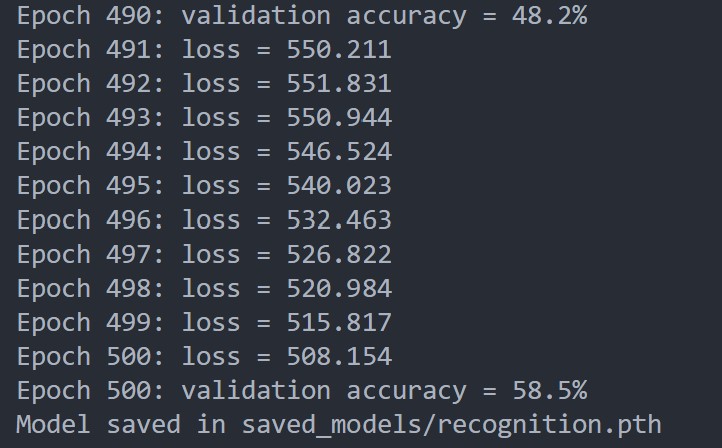 Epoch 490: validation accuracy = 48.2%
Epoch 491: loss = 550.211
Epoch 492: loss = 551.831
Epoch 493: loss = 550.944
Epoch 494: loss = 546.524
Epoch 495: loss = 540.023
Epoch 496: loss = 532.463
Epoch 497: loss = 526.822
Epoch 498: loss = 520.984
Epoch 499: loss = 515.817
Epoch 500: loss = 508.154
Epoch 500: validation accuracy = 58.5%
Model saved in saved_models/recognition.pth